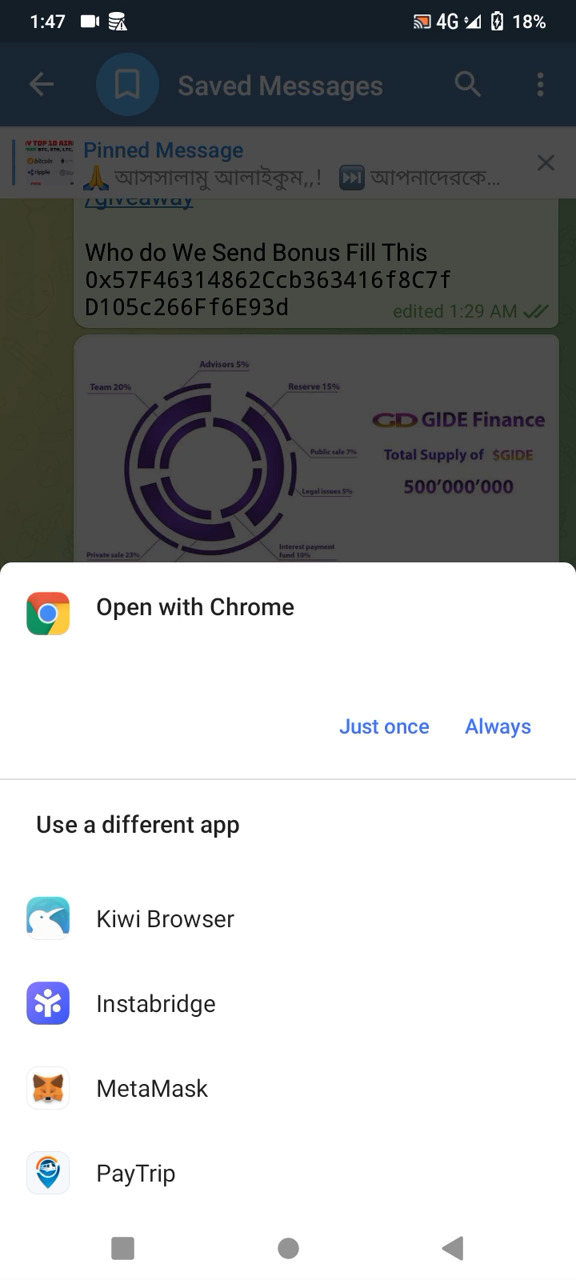 1:47
4G 18%
Saved Messages
Pinned Message
🙏 আসসালামু আলাইকুম,,! ⏭ আপনাদেরকে...
/giveaway
Who do We Send Bonus Fill This
0x57F46314862Ccb363416f8C7f
D105c266Ff6E93d
edited 1:29 AM
Advisors 5%
Team 20%
Reserve 15%
GIDE Finance
Public sale 7%
Total Supply of $GIDE
Legal issues 5%
500’000’000
Private sale 23%
Interest payment
fund 10%
Open with Chrome
Just once Always
Use a different app
Kiwi Browser
Instabridge
MetaMask
PayTrip